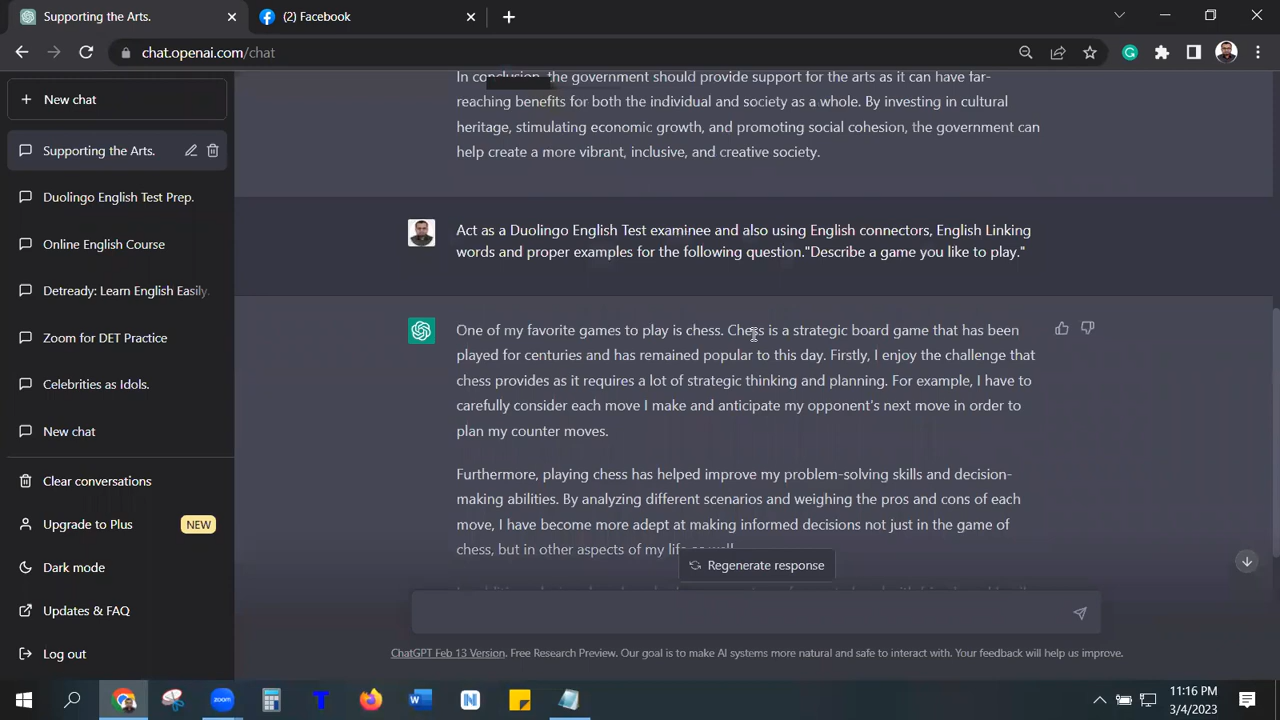 Supporting the Arts.
(2) Facebook
chat.openai.com/chat
New chat
Supporting the Arts.
Duolingo English Test Prep.
Online English Course
Detready: Learn English Easily.
Zoom for DET Practice
Celebrities as Idols.
New chat
Clear conversations
Upgrade to Plus NEW
Dark mode
Updates & FAQ
Log out
In conclusion, the government should provide support for the arts as it can have far-
reaching benefits for both the individual and society as a whole. By investing in cultural
heritage, stimulating economic growth, and promoting social cohesion, the government can
help create a more vibrant, inclusive, and creative society.
Act as a Duolingo English Test examinee and also using English connectors, English Linking
words and proper examples for the following question."Describe a game you like to play."
One of my favorite games to play is chess. Chess is a strategic board game that has been
played for centuries and has remained popular to this day. Firstly, I enjoy the challenge that
chess provides as it requires a lot of strategic thinking and planning. For example, I have to
carefully consider each move I make and anticipate my opponent's next move in order to
plan my counter moves.
Furthermore, playing chess has helped improve my problem-solving skills and decision-
making abilities. By analyzing different scenarios and weighing the pros and cons of each
move, I have become more adept at making informed decisions not just in the game of
chess, but in other aspects of my life as well.
Regenerate response
ChatGPT Feb 13 Version. Free Research Preview. Our goal is to make AI systems more natural and safe to interact with. Your feedback will help us improve.
11:16 PM
3/4/2023